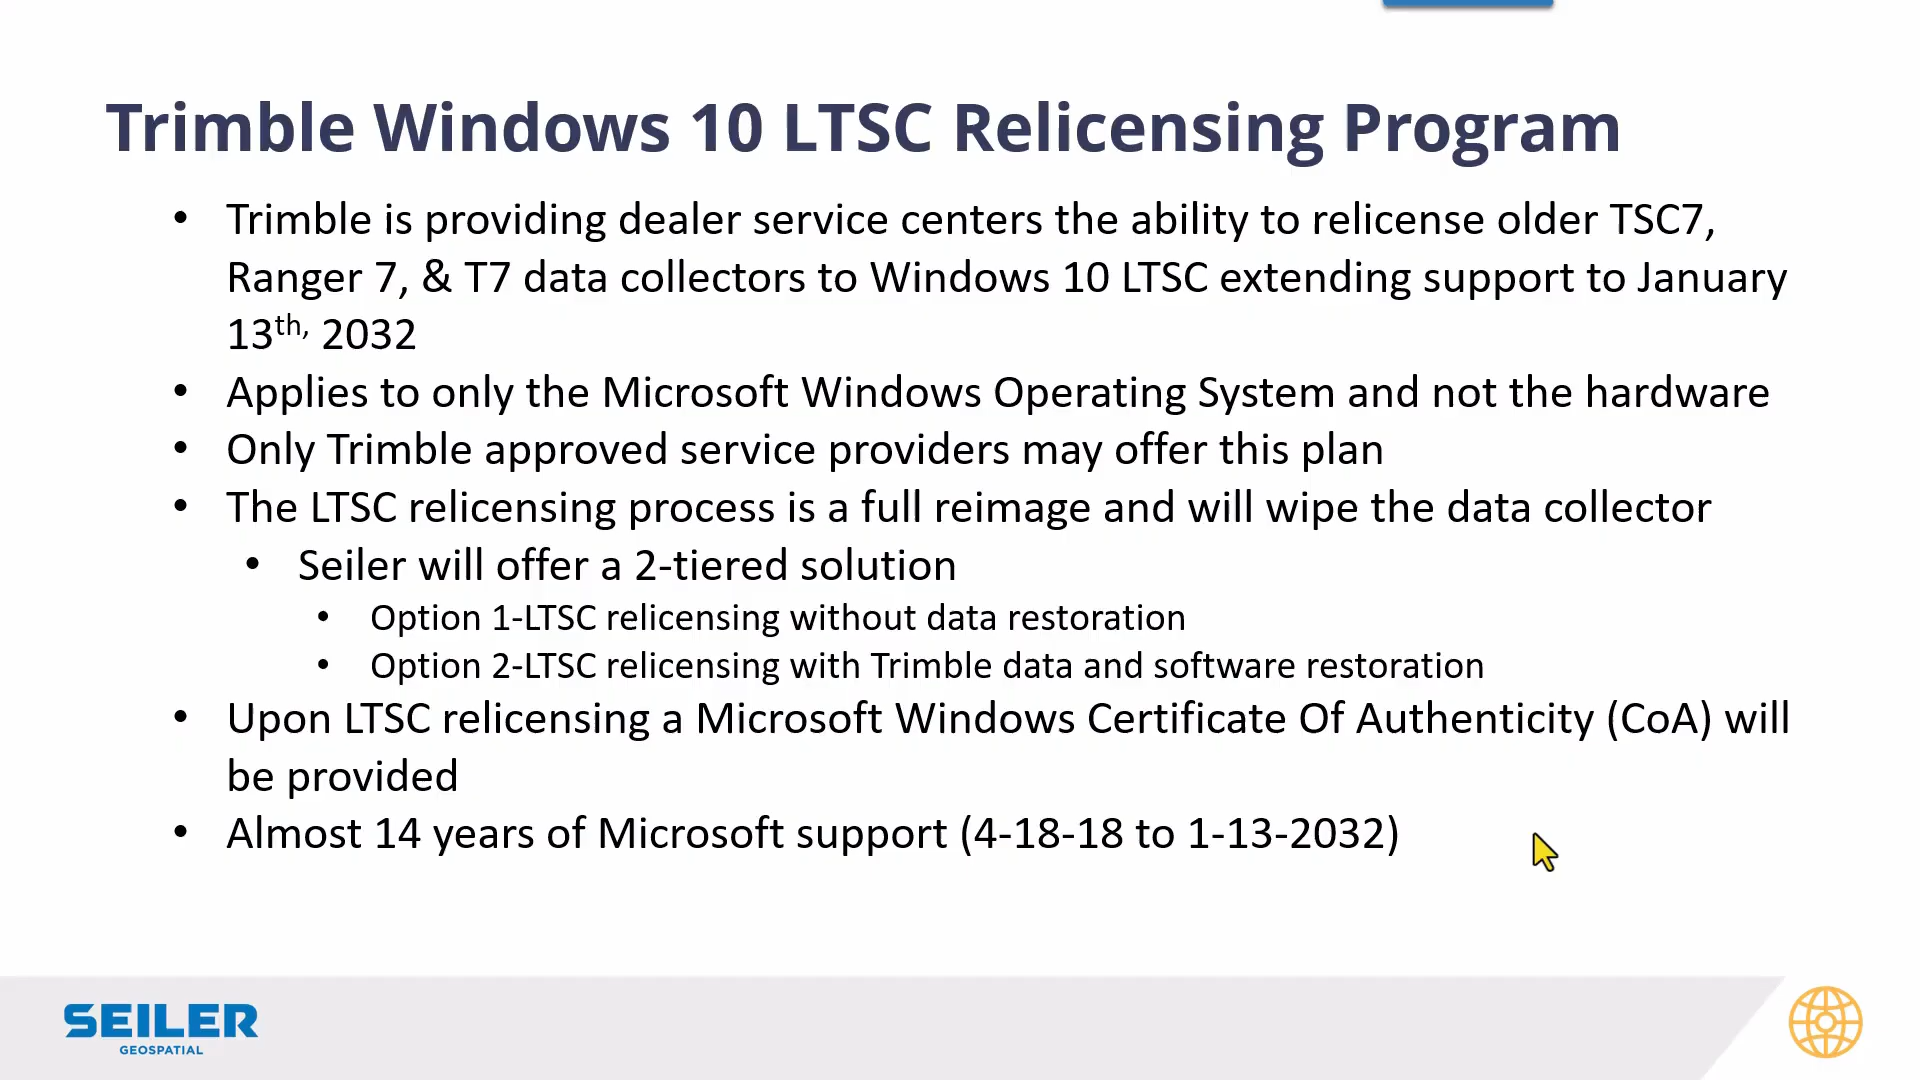 Trimble Windows 10 LTSC Relicensing Program
• Trimble is providing dealer service centers the ability to relicense older TSC7,
Ranger 7, & T7 data collectors to Windows 10 LTSC extending support to January
13th, 2032
• Applies to only the Microsoft Windows Operating System and not the hardware
• Only Trimble approved service providers may offer this plan
• The LTSC relicensing process is a full reimage and will wipe the data collector
• Seiler will offer a 2-tiered solution
• Option 1-LTSC relicensing without data restoration
• Option 2-LTSC relicensing with Trimble data and software restoration
• Upon LTSC relicensing a Microsoft Windows Certificate Of Authenticity (CoA) will
be provided
• Almost 14 years of Microsoft support (4-18-18 to 1-13-2032)
SEILER
GEOSPATIAL